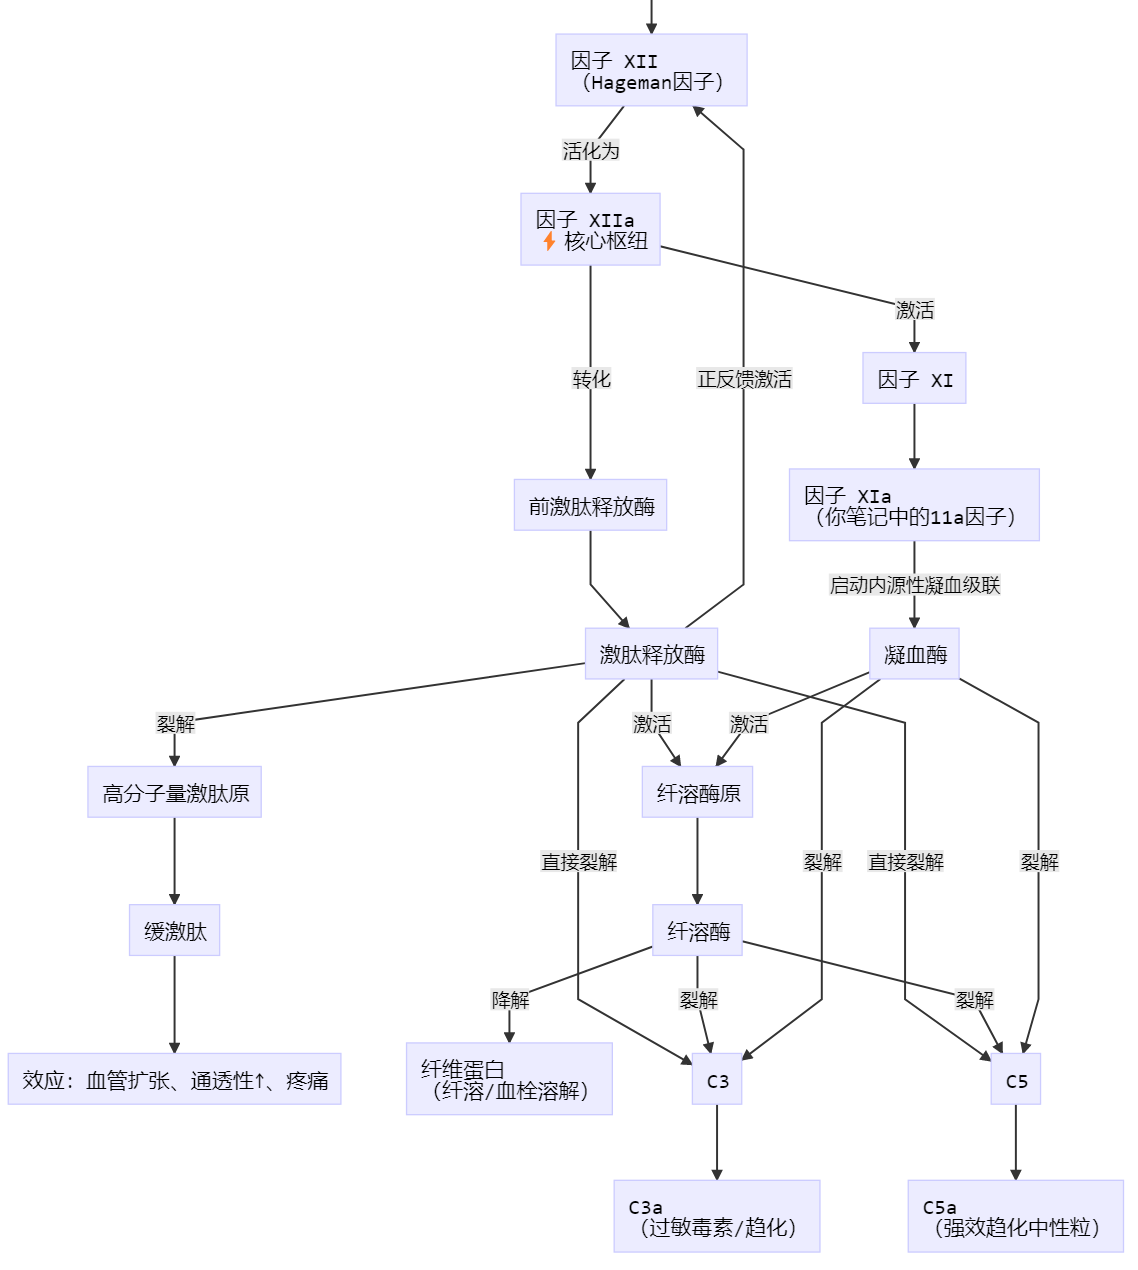 因子 XII
（Hageman因子）
活化为
因子 XIIa
⚡核心枢纽
激活
转化
正反馈激活
因子 XI
因子 XIa
（你笔记中的11a因子）
前激肽释放酶
启动内源性凝血级联
激肽释放酶
凝血酶
裂解
激活
激活
高分子量激肽原
纤溶酶原
直接裂解
裂解
直接裂解
裂解
缓激肽
纤溶酶
降解
裂解
裂解
效应：血管扩张、通透性↑、疼痛
纤维蛋白
（纤溶/血栓溶解）
C3
C5
C3a
（过敏毒素/趋化）
C5a
（强效趋化中性粒）